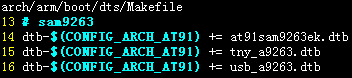 arch/arm/boot/dts/Makefile
13 # sam9263
14 dtb-$(CONFIG_ARCH_AT91) += at91sam9263ek.dtb
15 dtb-$(CONFIG_ARCH_AT91) += tny_a9263.dtb
16 dtb-$(CONFIG_ARCH_AT91) += usb_a9263.dtb